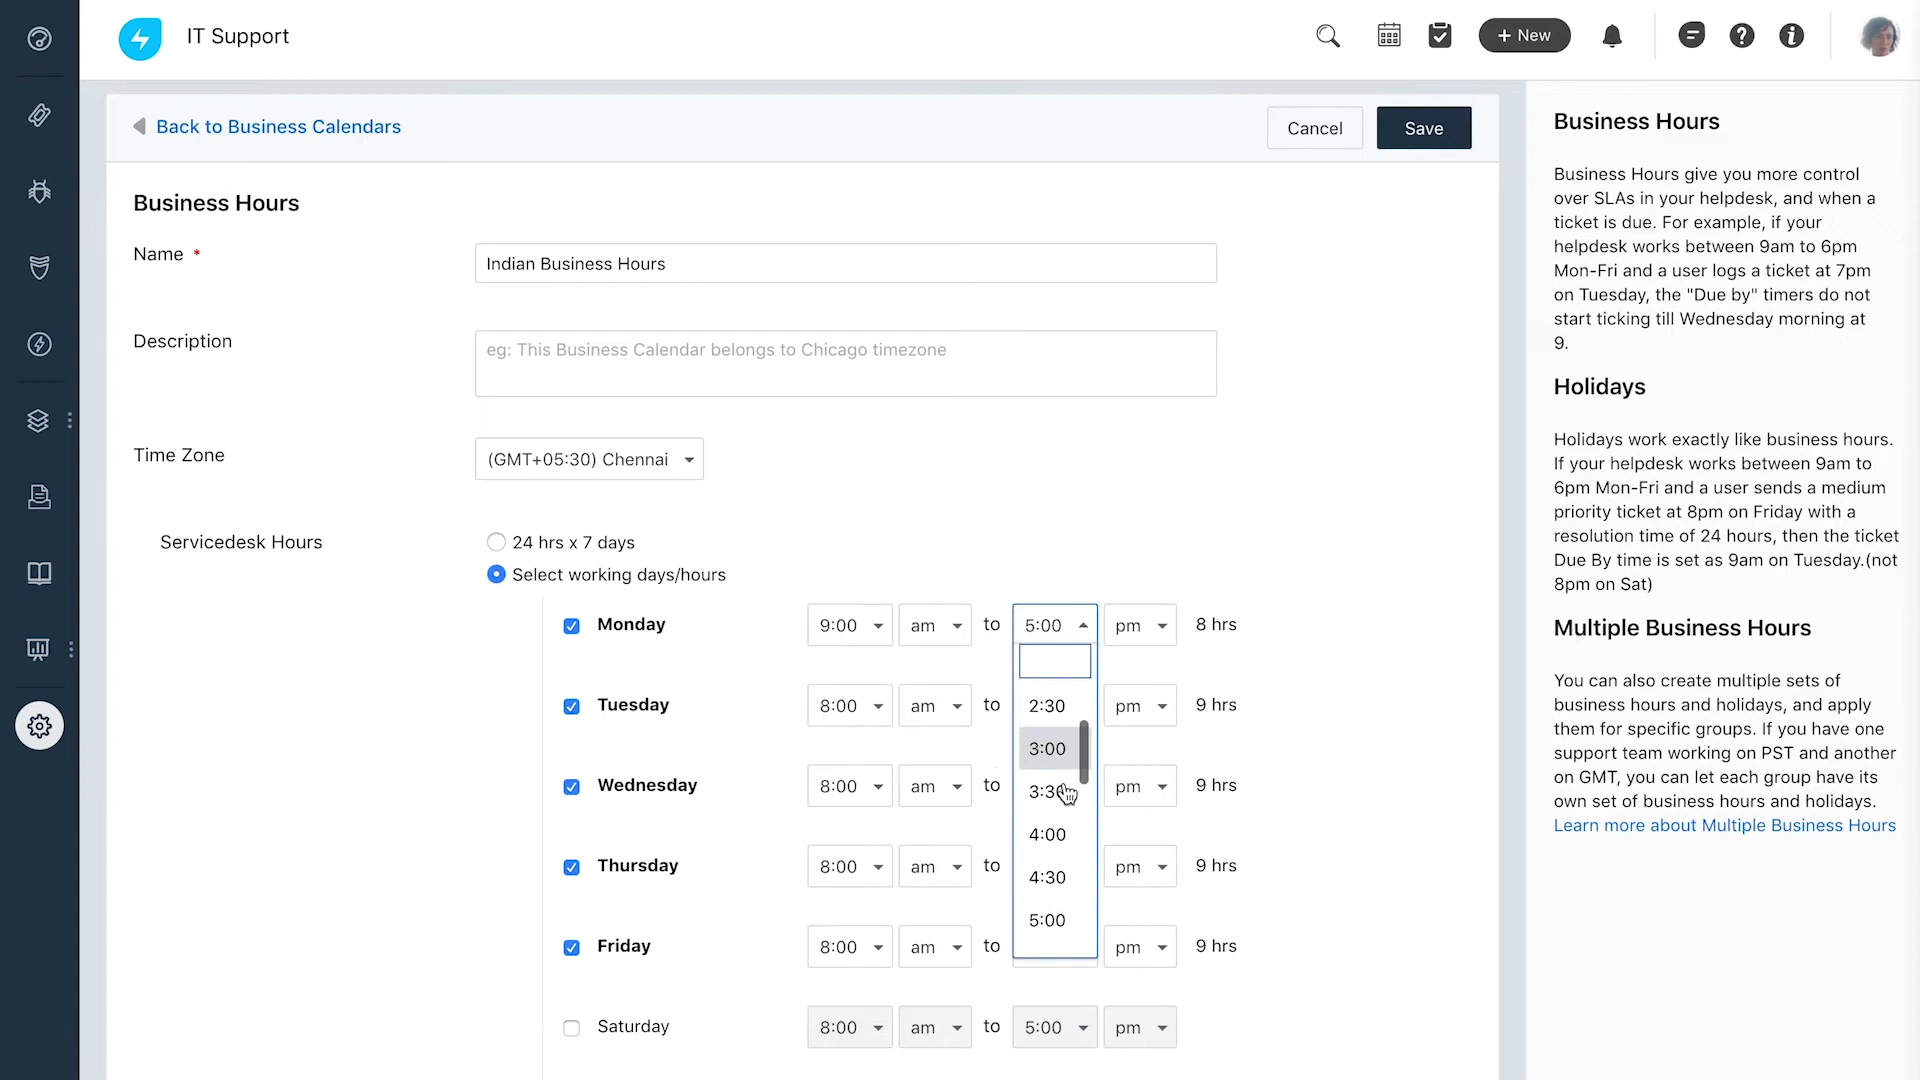 IT Support
+ New
Back to Business Calendars
Cancel
Save
Business Hours
Name *
Indian Business Hours
Description
eg: This Business Calendar belongs to Chicago timezone
Time Zone
(GMT+05:30) Chennai
Servicedesk Hours
24 hrs x 7 days
Select working days/hours
Monday 9:00 am to 5:00 pm 8 hrs
2:30
Tuesday 8:00 am to pm 9 hrs
3:00
Wednesday 8:00 am to pm 9 hrs
3:30
4:00
Thursday 8:00 am to pm 9 hrs
4:30
5:00
Friday 8:00 am to pm 9 hrs
Saturday 8:00 am to 5:00 pm
Business Hours
Business Hours give you more control
over SLAs in your helpdesk, and when a
ticket is due. For example, if your
helpdesk works between 9am to 6pm
Mon-Fri and a user logs a ticket at 7pm
on Tuesday, the "Due by" timers do not
start ticking till Wednesday morning at
9.
Holidays
Holidays work exactly like business hours.
If your helpdesk works between 9am to
6pm Mon-Fri and a user sends a medium
priority ticket at 8pm on Friday with a
resolution time of 24 hours, then the ticket
Due By time is set as 9am on Tuesday.(not
8pm on Sat)
Multiple Business Hours
You can also create multiple sets of
business hours and holidays, and apply
them for specific groups. If you have one
support team working on PST and another
on GMT, you can let each group have its
own set of business hours and holidays.
Learn more about Multiple Business Hours